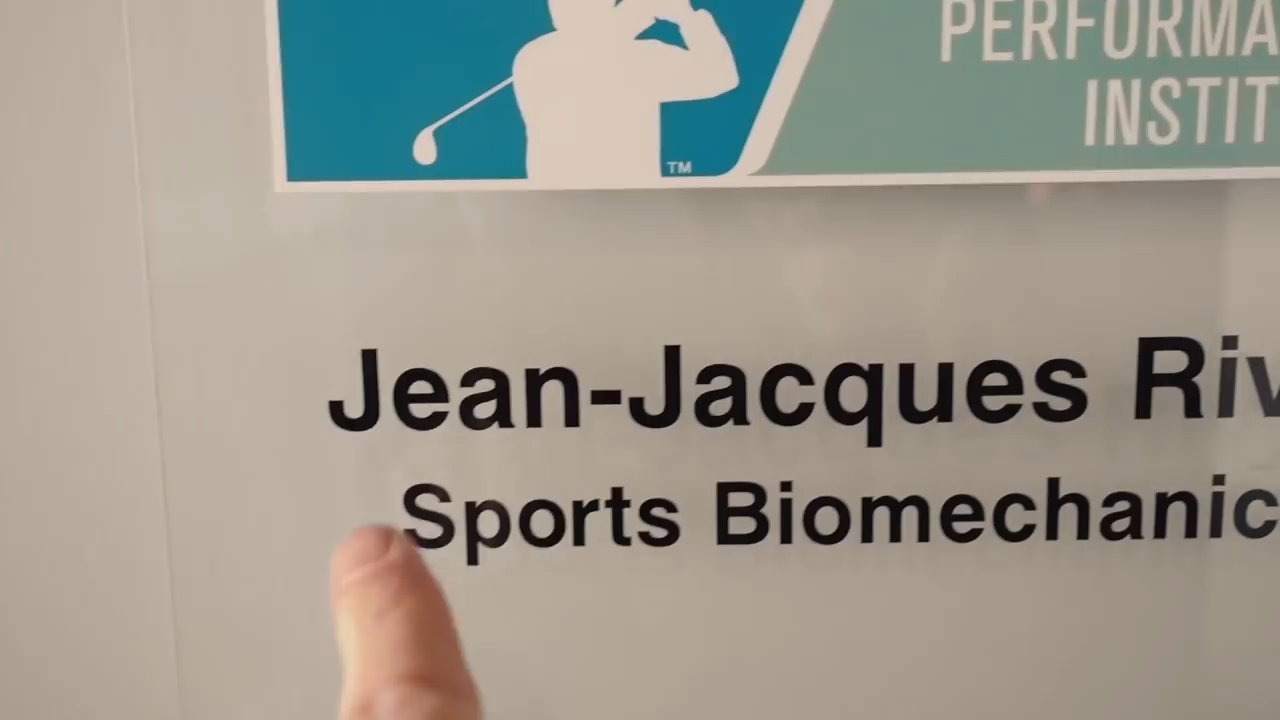 PERFORMA
INSTIT
TM
Jean-Jacques Riv
Sports Biomechanic